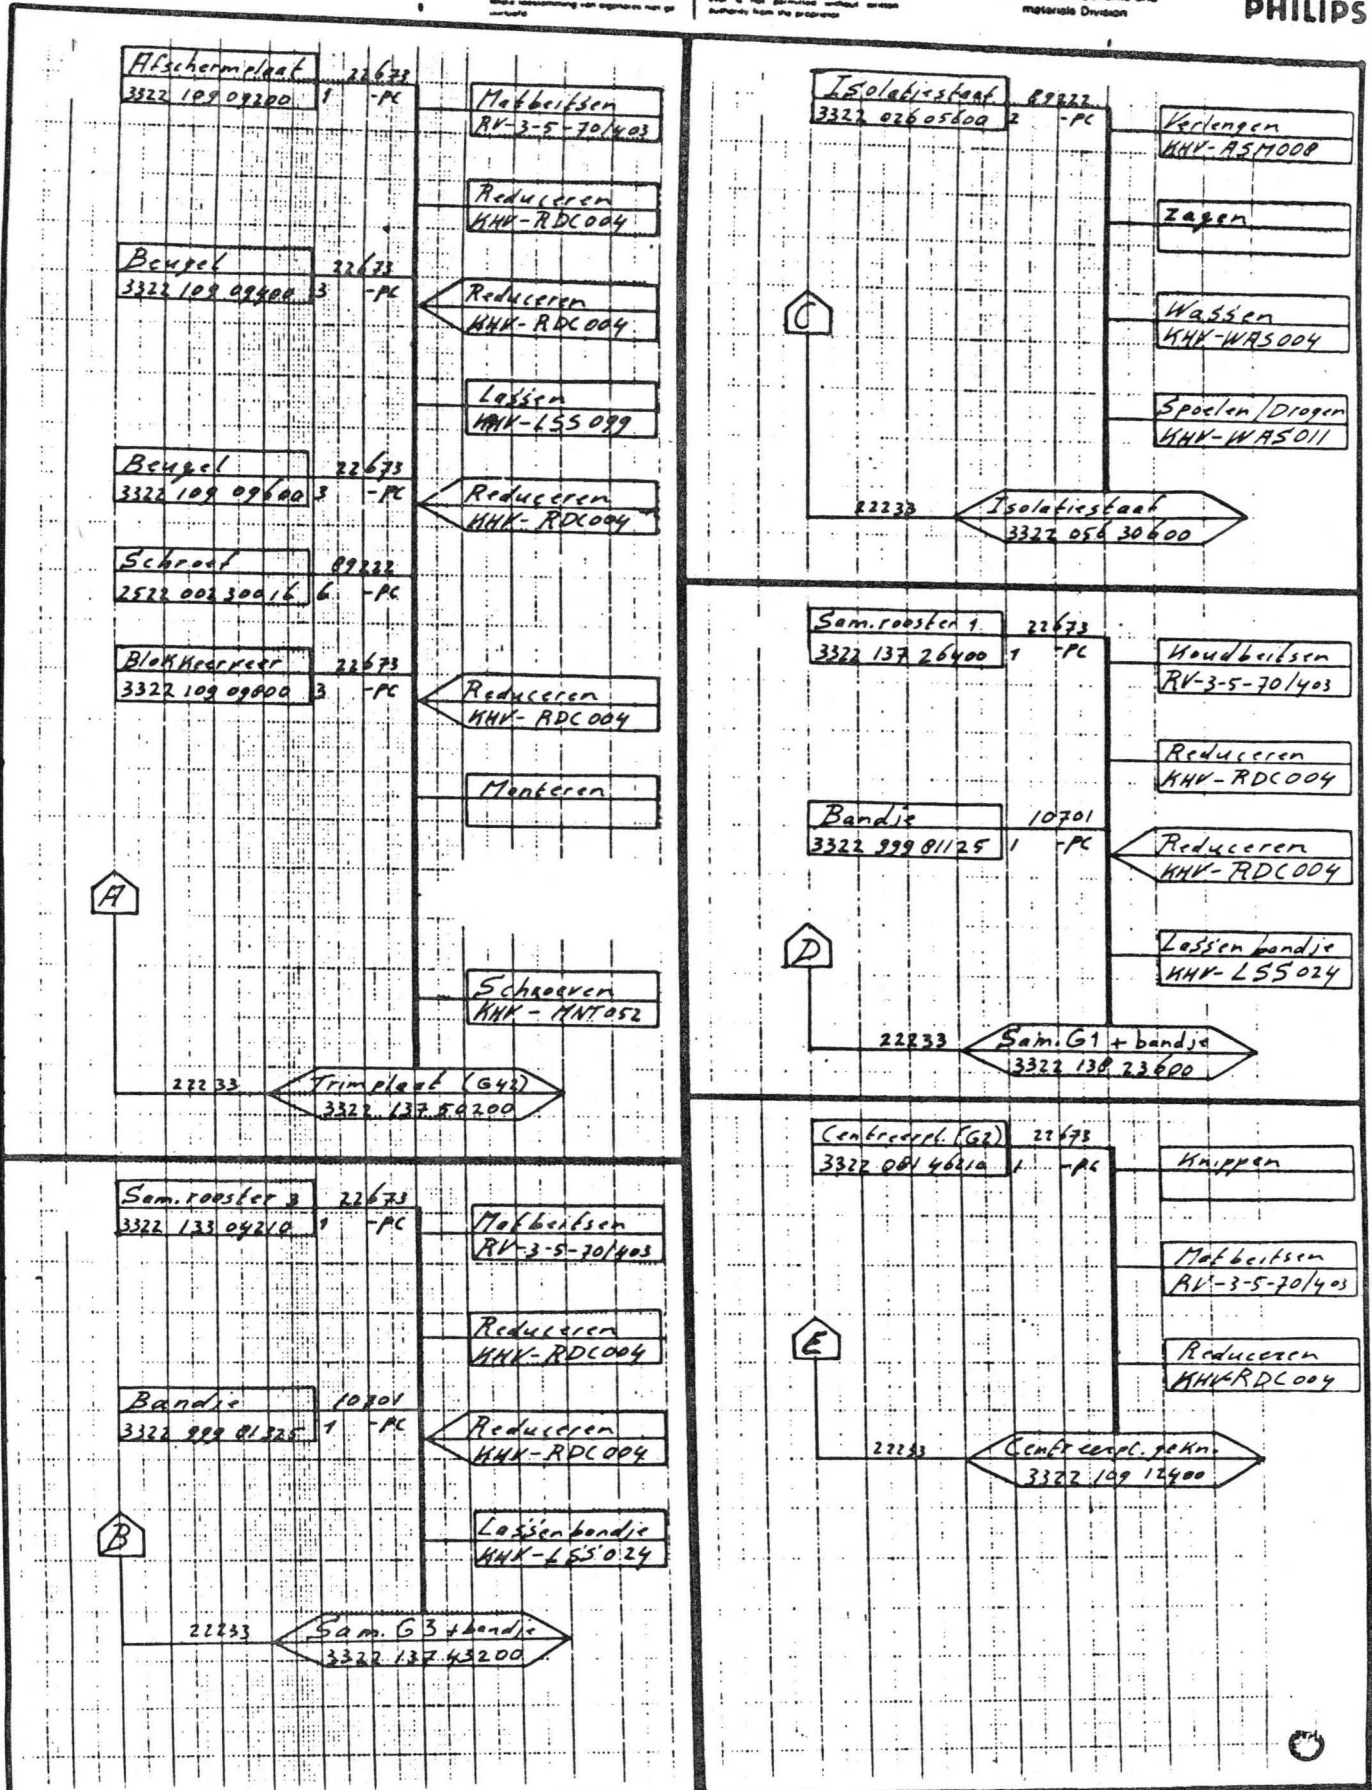 materials Division
PHILIPS
authority from the proprietor
Afschermplaat 22673
3322 109 09200 1 -PC
Matbeitsen
RV-3-5-70/403
Reduceren
KHV-RDC004
Beugel 22673
3322 109 09400 3 -PC
Reduceren
KHV-RDC004
Lassen
KHV-LSS099
Beugel 22673
3322 109 09600 3 -PC
Reduceren
KHV-RDC004
Schroef 89222
2522 002 30016 6 -PC
Blokkeerveer 22673
3322 109 09800 3 -PC
Reduceren
KHV-RDC004
Monteren
A
Schroeven
KHV-MNT052
22233 Trimplaat (G42)
3322 137 50200
Sam. rooster 3 22673
3322 133 04210 1 -PC
Matbeitsen
RV-3-5-70/403
Reduceren
KHV-RDC004
Bandje 10701
3322 999 81325 1 -PC
Reduceren
KHV-RDC004
B
Lassen bandje
KHV-LSS024
22233 Sam. G3 + bandje
3322 137 43200
Isolatiestaaf 89222
3322 026 05600 2 -PC
Verlengen
KHV-ASM008
Zagen
C
Wassen
KHV-WAS004
Spoelen/Drogen
KHV-WAS011
22233 Isolatiestaaf
3322 056 30600
Sam. rooster 1 22673
3322 137 26400 1 -PC
Koudbeitsen
RV-3-5-70/403
Reduceren
KHV-RDC004
Bandje 10701
3322 999 81125 1 -PC
Reduceren
KHV-RDC004
D
Lassen bandje
KHV-LSS024
22233 Sam. G1 + bandje
3322 138 23600
Centreerpl. (G2) 22673
3322 081 46210 1 -PC
Knippen
Matbeitsen
RV-3-5-70/403
E
Reduceren
KHV-RDC004
22233 Centreerpl. gekn.
3322 109 12400